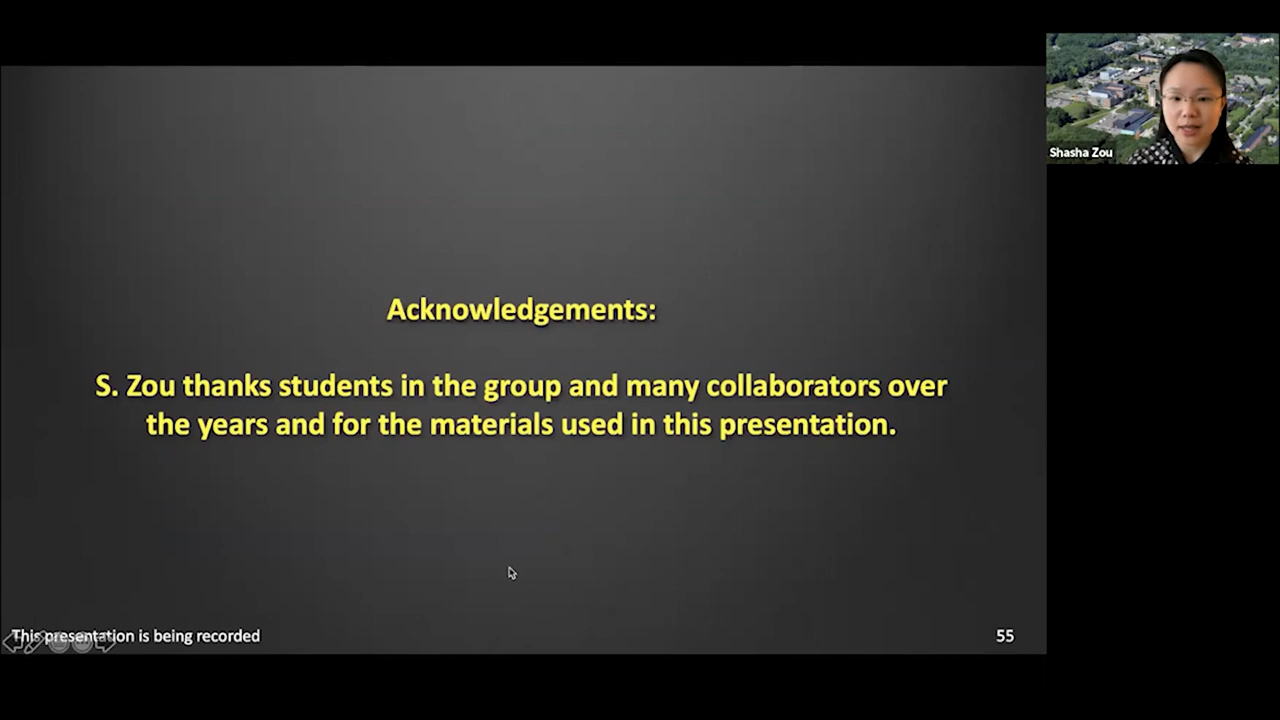 Shasha Zou
Acknowledgements:
S. Zou thanks students in the group and many collaborators over
the years and for the materials used in this presentation.
This presentation is being recorded
55